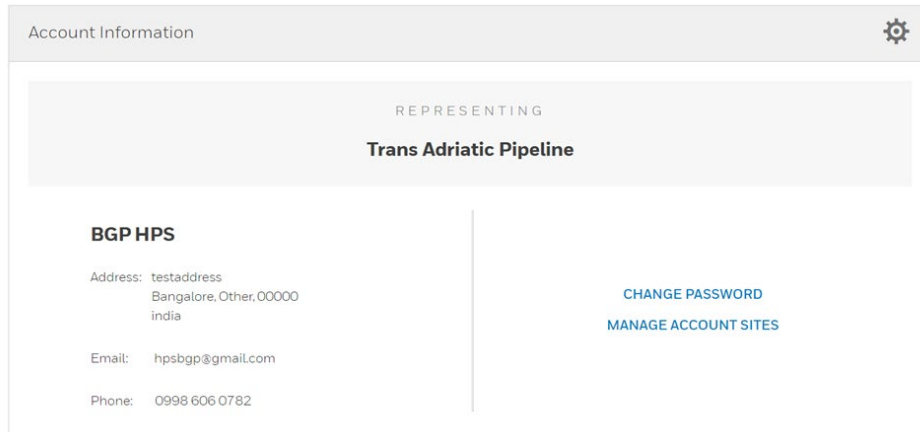 Account Information
REPRESENTING
Trans Adriatic Pipeline
BGP HPS
Address: testaddress
Bangalore, Other, 00000
india
Email: hpsbgp@gmail.com
Phone: 0998 606 0782
CHANGE PASSWORD
MANAGE ACCOUNT SITES